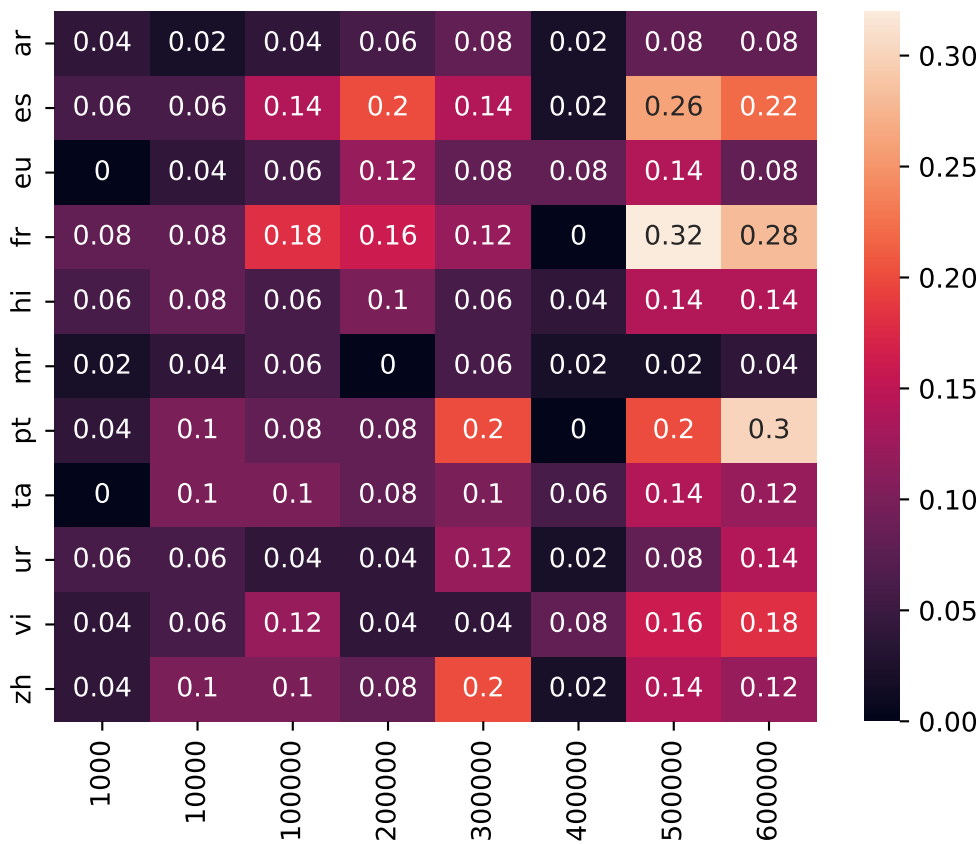 ar 0.04 0.02 0.04 0.06 0.08 0.02 0.08 0.08
es 0.06 0.06 0.14 0.2 0.14 0.02 0.26 0.22
eu 0 0.04 0.06 0.12 0.08 0.08 0.14 0.08
fr 0.08 0.08 0.18 0.16 0.12 0 0.32 0.28
hi 0.06 0.08 0.06 0.1 0.06 0.04 0.14 0.14
mr 0.02 0.04 0.06 0 0.06 0.02 0.02 0.04
pt 0.04 0.1 0.08 0.08 0.2 0 0.2 0.3
ta 0 0.1 0.1 0.08 0.1 0.06 0.14 0.12
ur 0.06 0.06 0.04 0.04 0.12 0.02 0.08 0.14
vi 0.04 0.06 0.12 0.04 0.04 0.08 0.16 0.18
zh 0.04 0.1 0.1 0.08 0.2 0.02 0.14 0.12
1000 10000 100000 200000 300000 400000 500000 600000
0.30
0.25
0.20
0.15
0.10
0.05
0.00